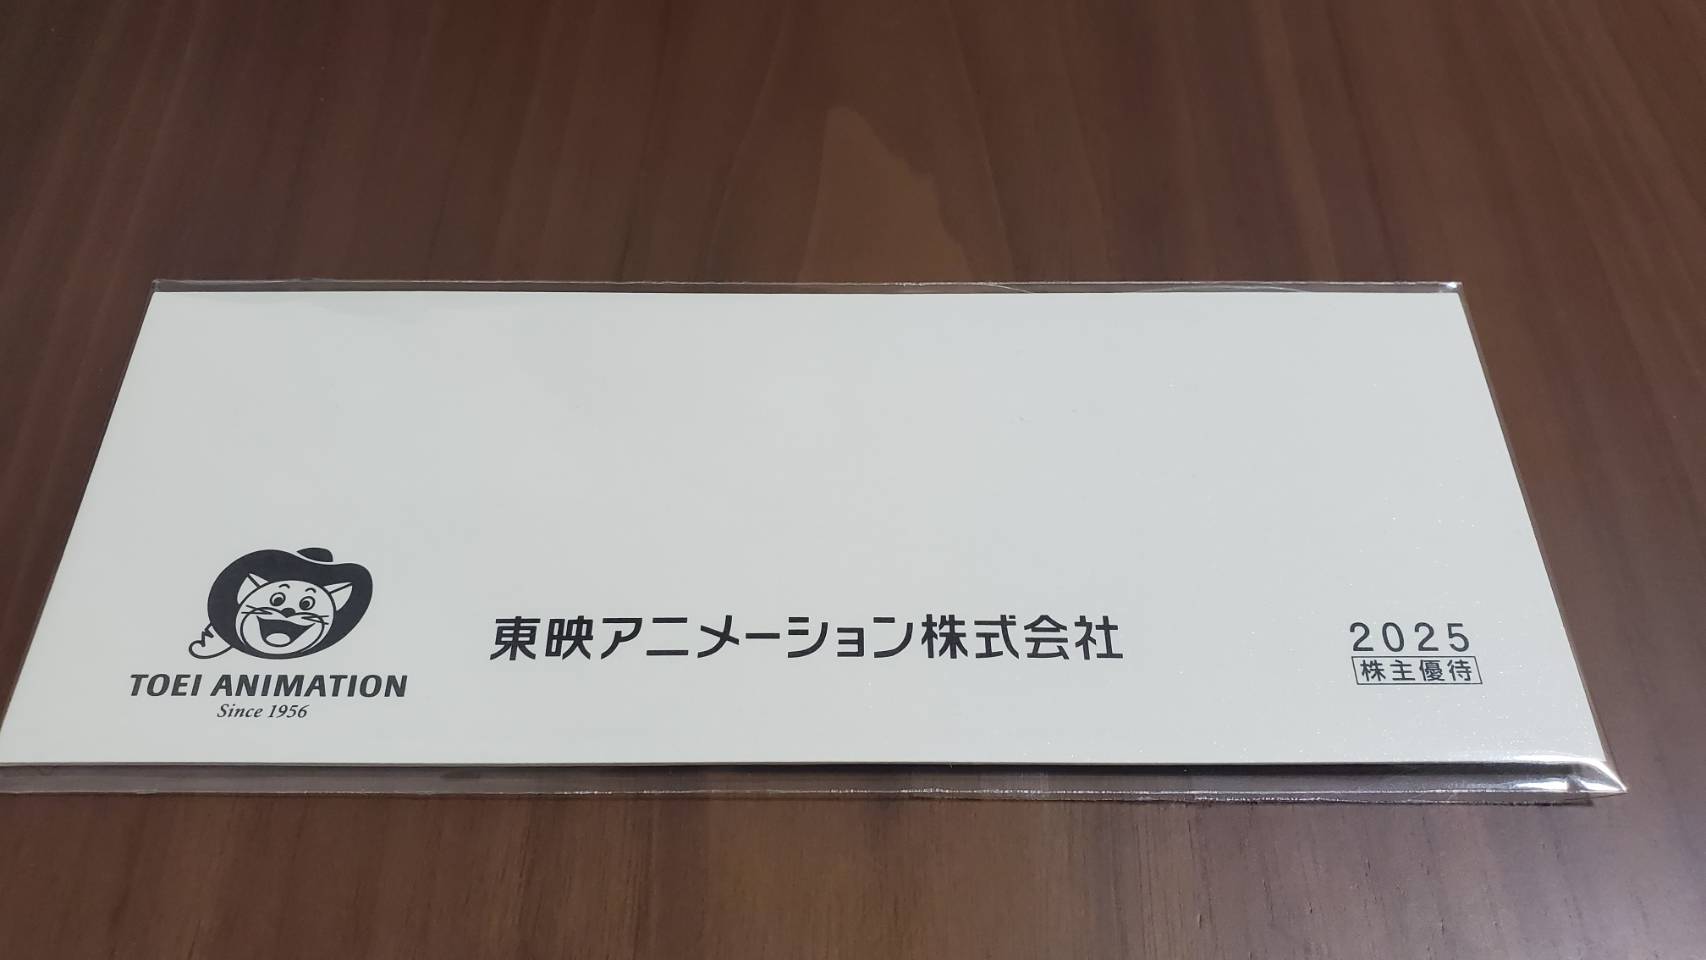 TOEI ANIMATION
Since 1956
東映アニメーション株式会社
2025
株主優待